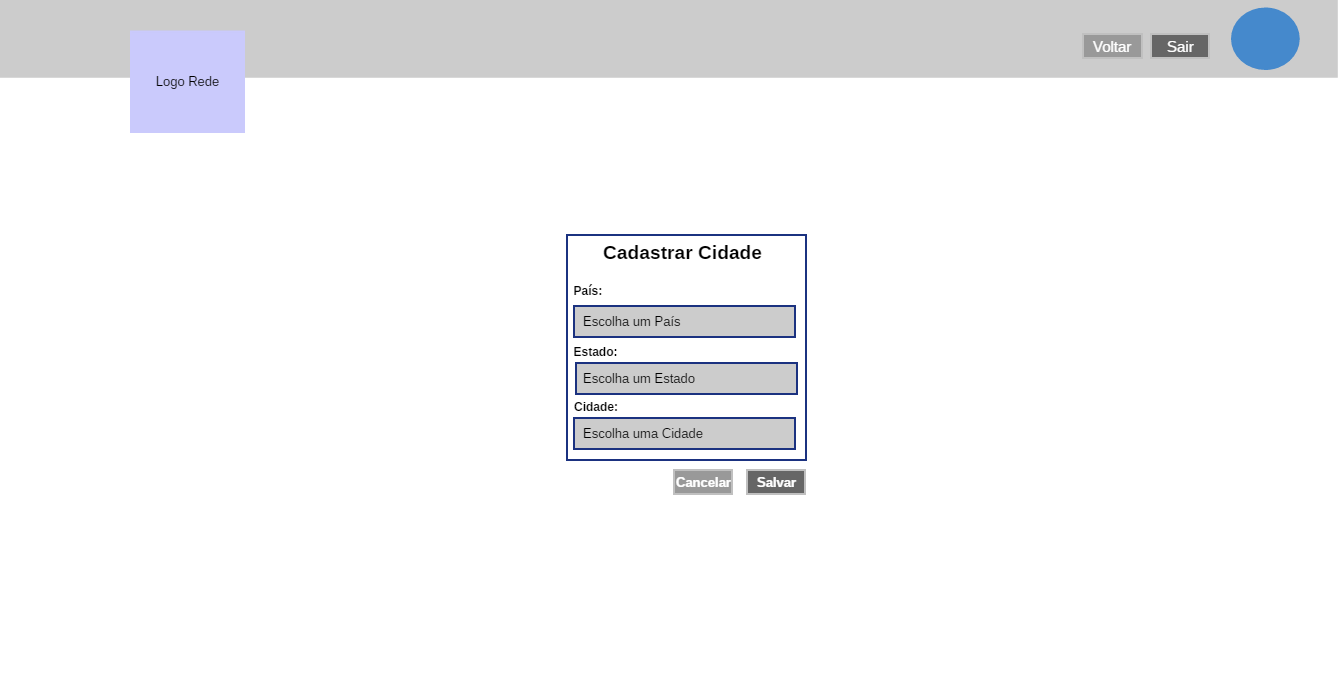 Voltar
Sair
Logo Rede
Cadastrar Cidade
País:
Escolha um País
Estado:
Escolha um Estado
Cidade:
Escolha uma Cidade
Cancelar
Salvar